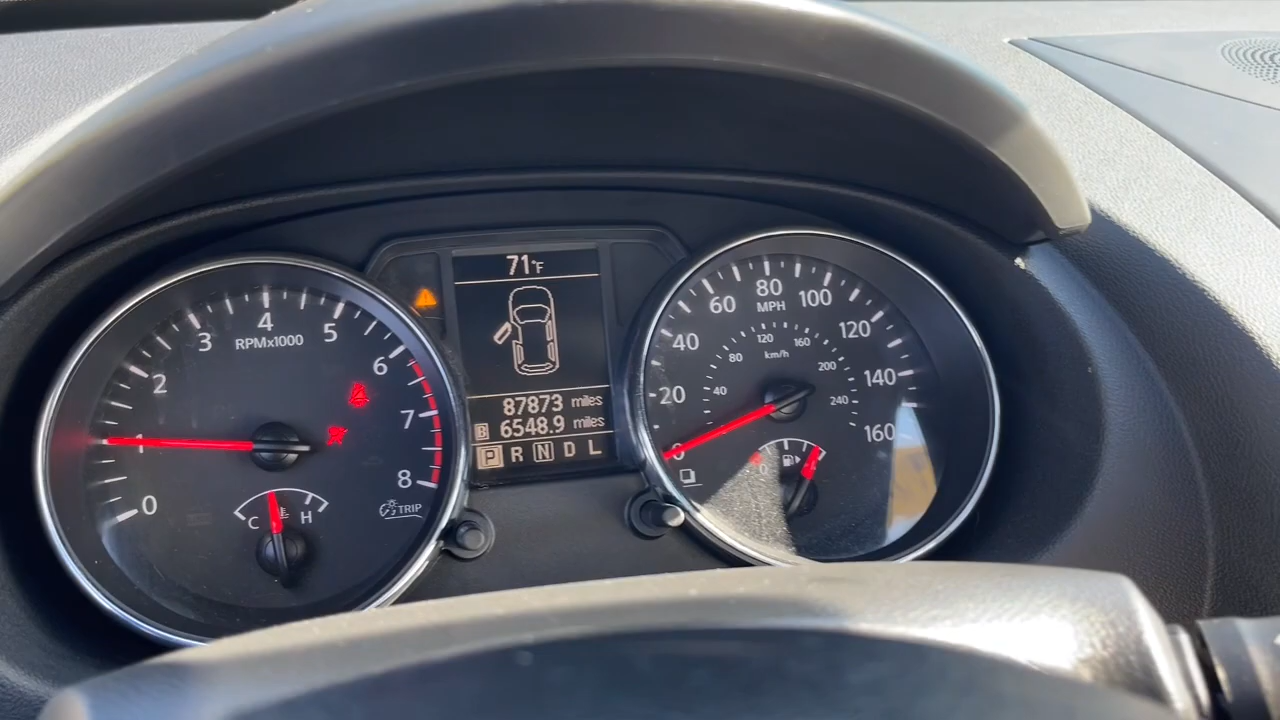 71°F
87873 miles
B 6548.9 miles
P R N D L
0 1 2 3 4 5 6 7 8
RPMx1000
C H
TRIP
0 20 40 60 80 100 120 140 160
MPH
40 80 120 160 200 240
km/h
0